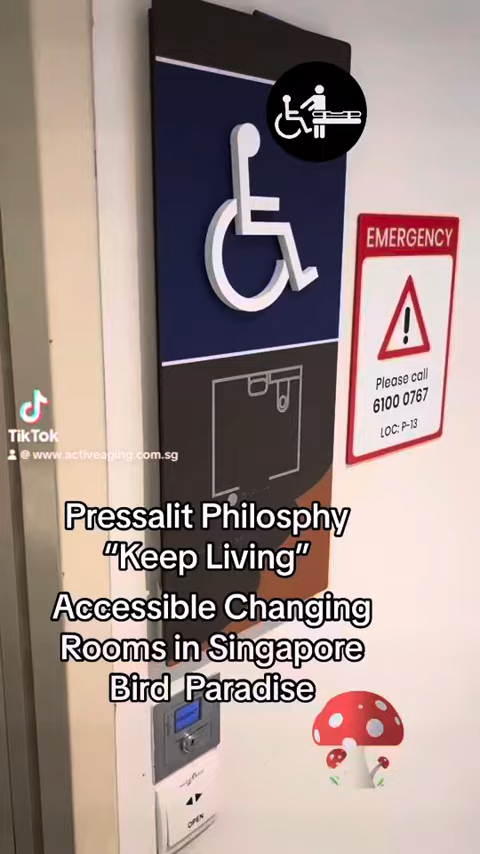 EMERGENCY
!
Please call
6100 0767
LOC: P-13
TikTok
@ www.activeaging.com.sg
Pressalit Philosphy
"Keep Living"
Accessible Changing
Rooms in Singapore
Bird Paradise
OPEN